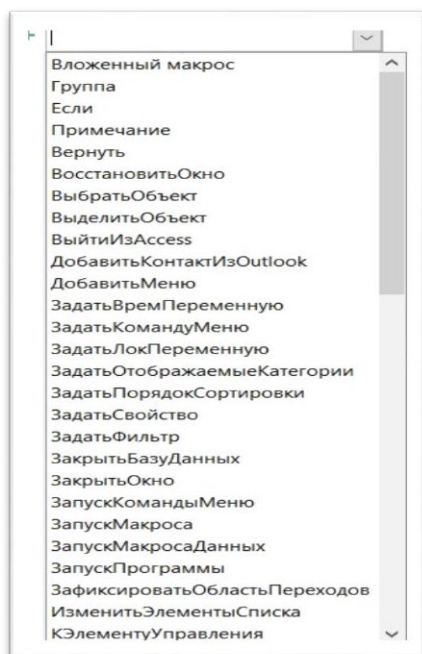 Вложенный макрос
Группа
Если
Примечание
Вернуть
ВосстановитьОкно
ВыбратьОбъект
ВыделитьОбъект
ВыйтиИзAccess
ДобавитьКонтактИзOutlook
ДобавитьМеню
ЗадатьВремПеременную
ЗадатьКомандуМеню
ЗадатьЛокПеременную
ЗадатьОтображаемыеКатегории
ЗадатьПорядокСортировки
ЗадатьСвойство
ЗадатьФильтр
ЗакрытьБазуДанных
ЗакрытьОкно
ЗапускКомандыМеню
ЗапускМакроса
ЗапускМакросаДанных
ЗапускПрограммы
ЗафиксироватьОбластьПереходов
ИзменитьЭлементыСписка
КЭлементуУправления